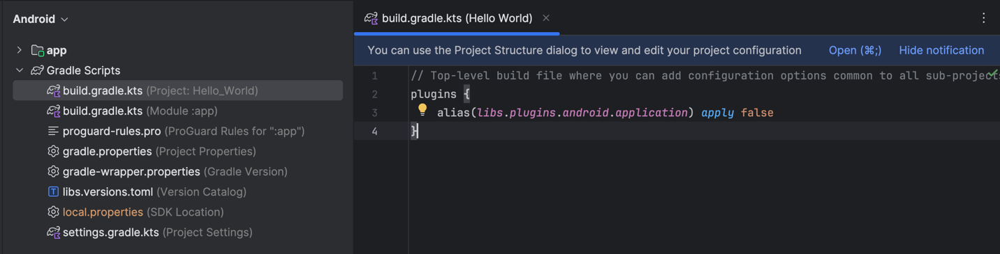 Android
app
Gradle Scripts
build.gradle.kts (Project: Hello_World)
build.gradle.kts (Module :app)
proguard-rules.pro (ProGuard Rules for ":app")
gradle.properties (Project Properties)
gradle-wrapper.properties (Gradle Version)
T libs.versions.toml (Version Catalog)
local.properties (SDK Location)
settings.gradle.kts (Project Settings)
build.gradle.kts (Hello World)
You can use the Project Structure dialog to view and edit your project configuration Open (⌘;) Hide notification
1 // Top-level build file where you can add configuration options common to all sub-projects
2 plugins {
3 alias(libs.plugins.android.application) apply false
4 }